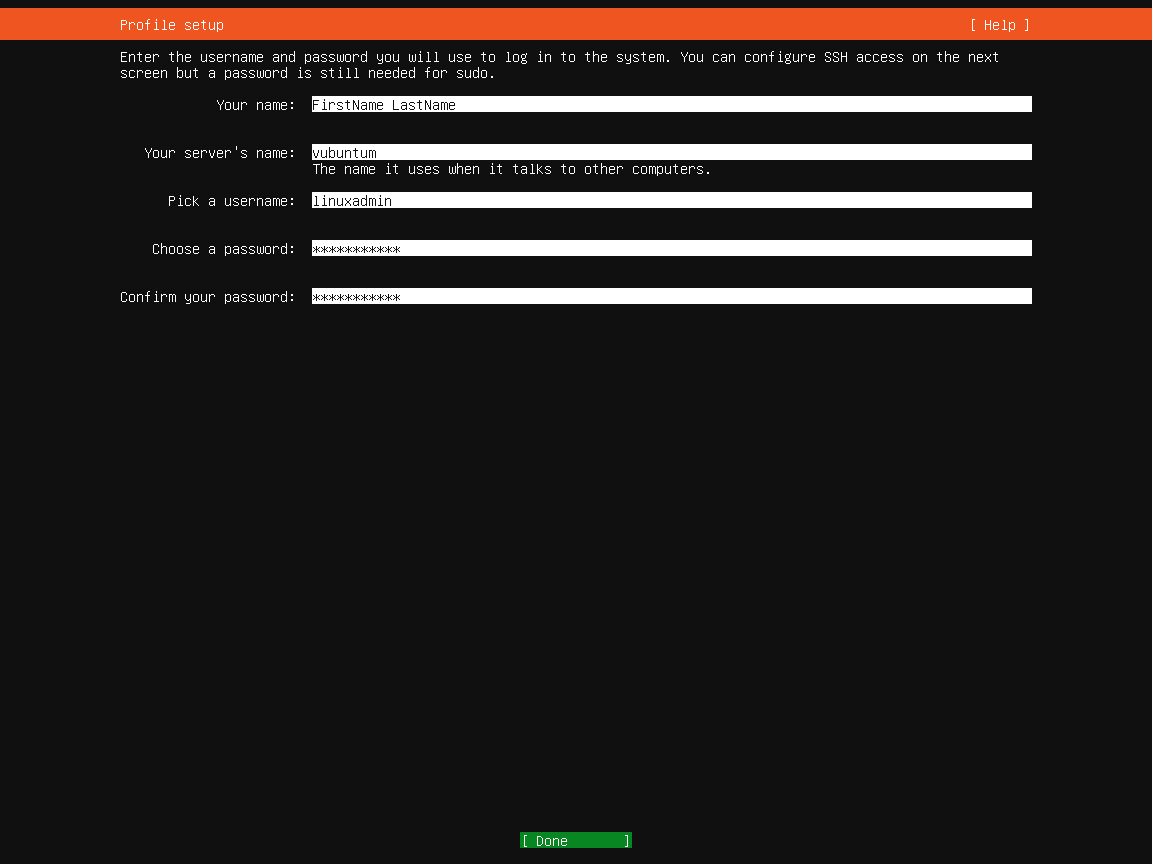 Profile setup [ Help ]
Enter the username and password you will use to log in to the system. You can configure SSH access on the next
screen but a password is still needed for sudo.
Your name: FirstName LastName
Your server's name: vubuntum
The name it uses when it talks to other computers.
Pick a username: linuxadmin
Choose a password: ***********
Confirm your password: ***********
[ Done ]